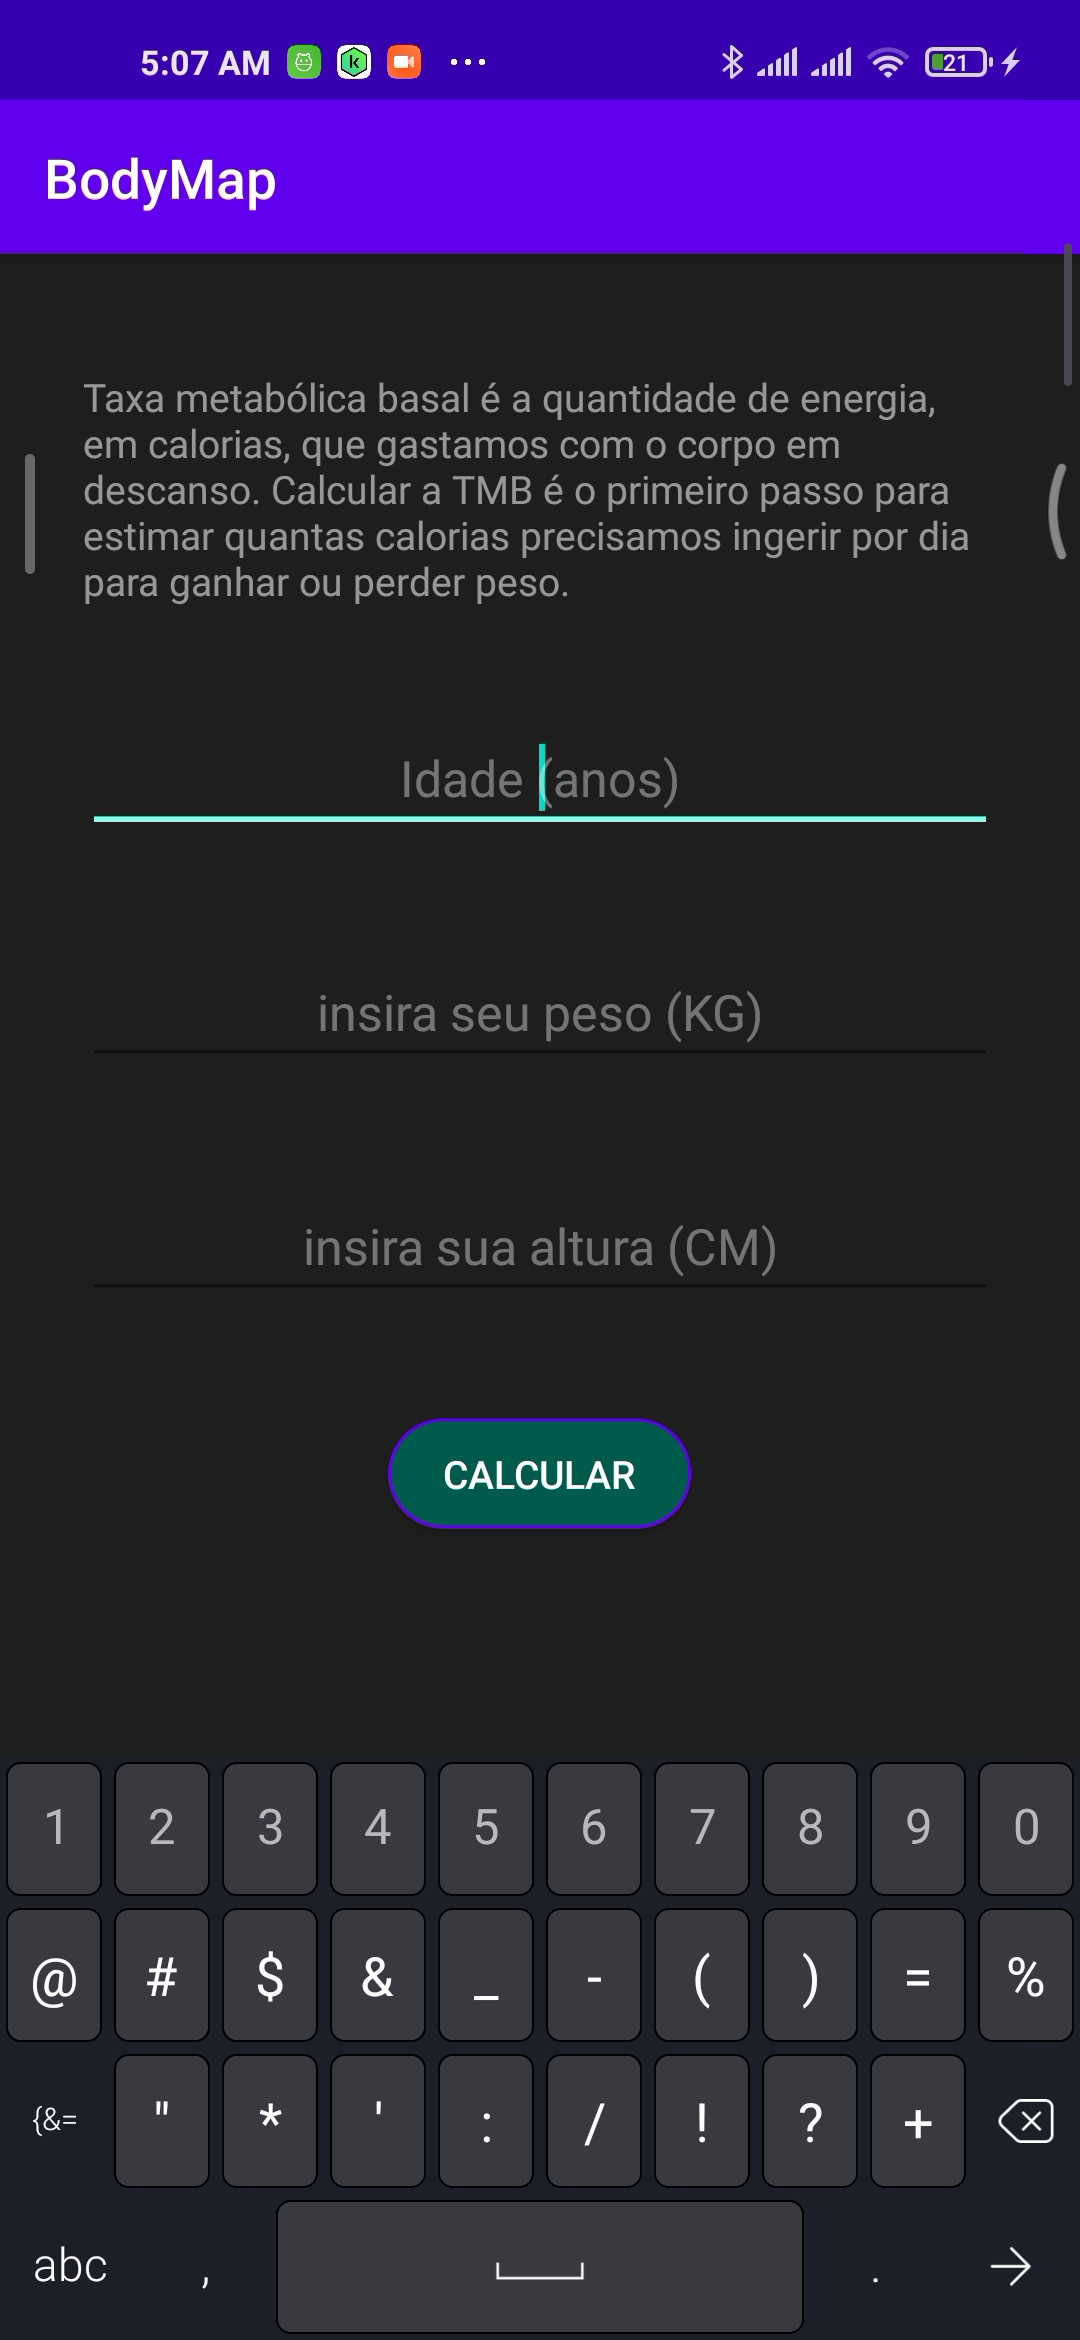 5:07 AM
21
BodyMap
Taxa metabólica basal é a quantidade de energia,
em calorias, que gastamos com o corpo em
descanso. Calcular a TMB é o primeiro passo para
estimar quantas calorias precisamos ingerir por dia
para ganhar ou perder peso.
Idade (anos)
insira seu peso (KG)
insira sua altura (CM)
CALCULAR
1 2 3 4 5 6 7 8 9 0
@ # $ & _ - ( ) = %
{&= " * ' : / ! ? +
abc , .